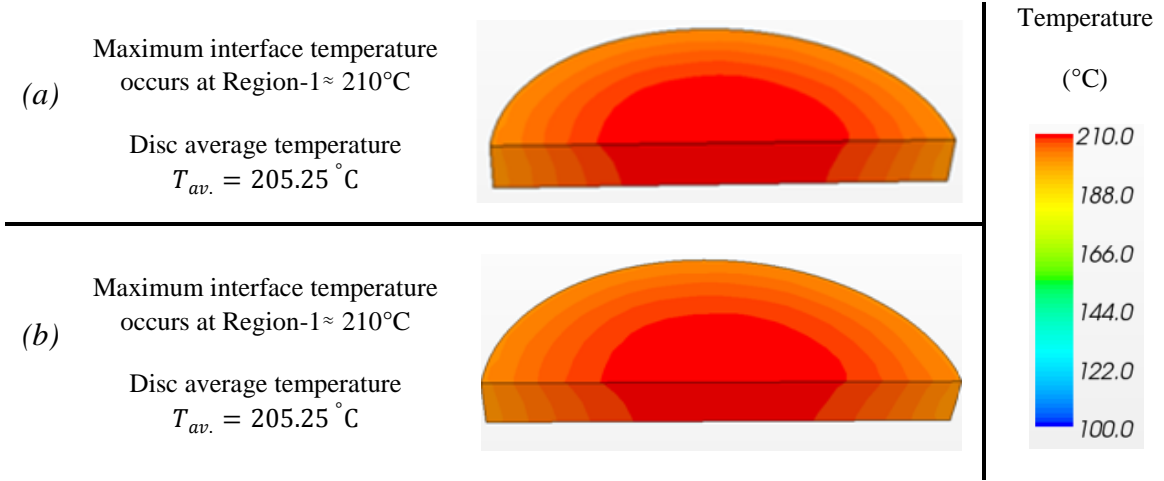 (a)
Maximum interface temperature
occurs at Region-1≈ 210°C
Disc average temperature
T_av. = 205.25 °C
(b)
Maximum interface temperature
occurs at Region-1≈ 210°C
Disc average temperature
T_av. = 205.25 °C
Temperature
(°C)
210.0
188.0
166.0
144.0
122.0
100.0